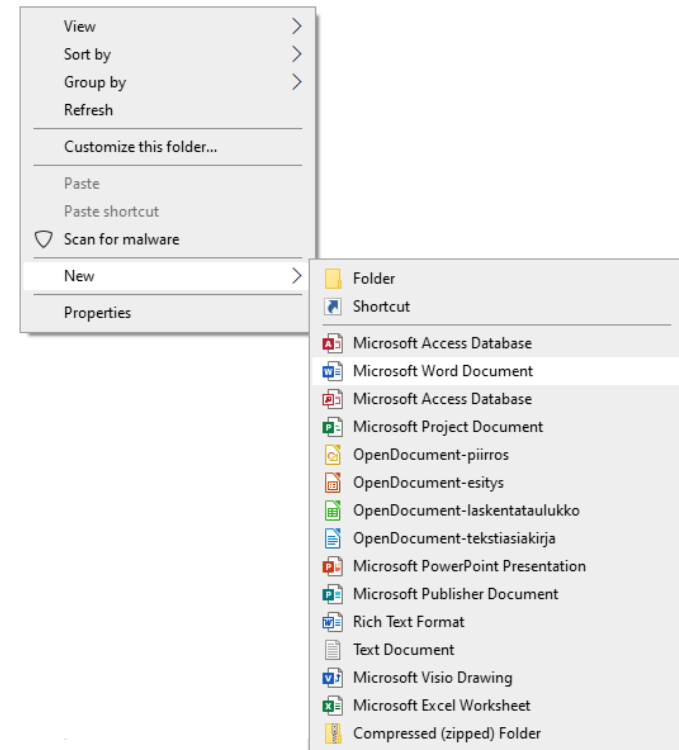 View
Sort by
Group by
Refresh
Customize this folder...
Paste
Paste shortcut
Scan for malware
New
Properties
Folder
Shortcut
Microsoft Access Database
Microsoft Word Document
Microsoft Access Database
Microsoft Project Document
OpenDocument-piirros
OpenDocument-esitys
OpenDocument-laskentataulukko
OpenDocument-tekstiasiakirja
Microsoft PowerPoint Presentation
Microsoft Publisher Document
Rich Text Format
Text Document
Microsoft Visio Drawing
Microsoft Excel Worksheet
Compressed (zipped) Folder